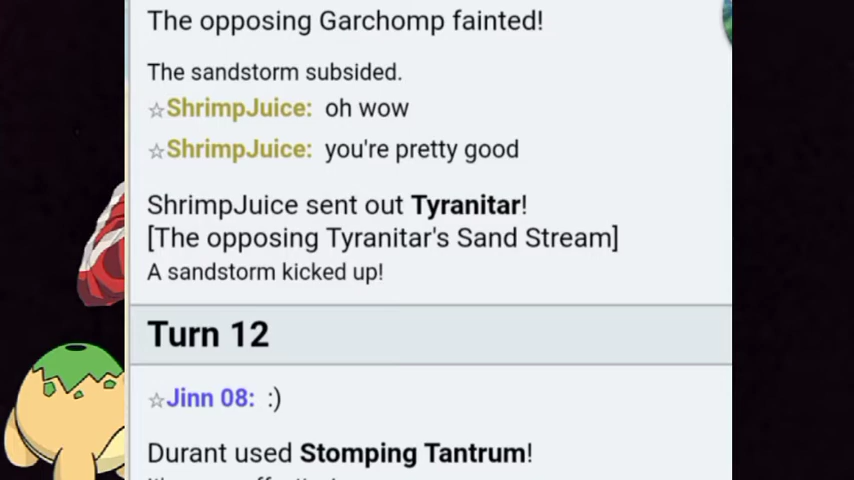 The opposing Garchomp fainted!
The sandstorm subsided.
☆ShrimpJuice: oh wow
☆ShrimpJuice: you're pretty good
ShrimpJuice sent out Tyranitar!
[The opposing Tyranitar's Sand Stream]
A sandstorm kicked up!
Turn 12
☆Jinn 08: :)
Durant used Stomping Tantrum!